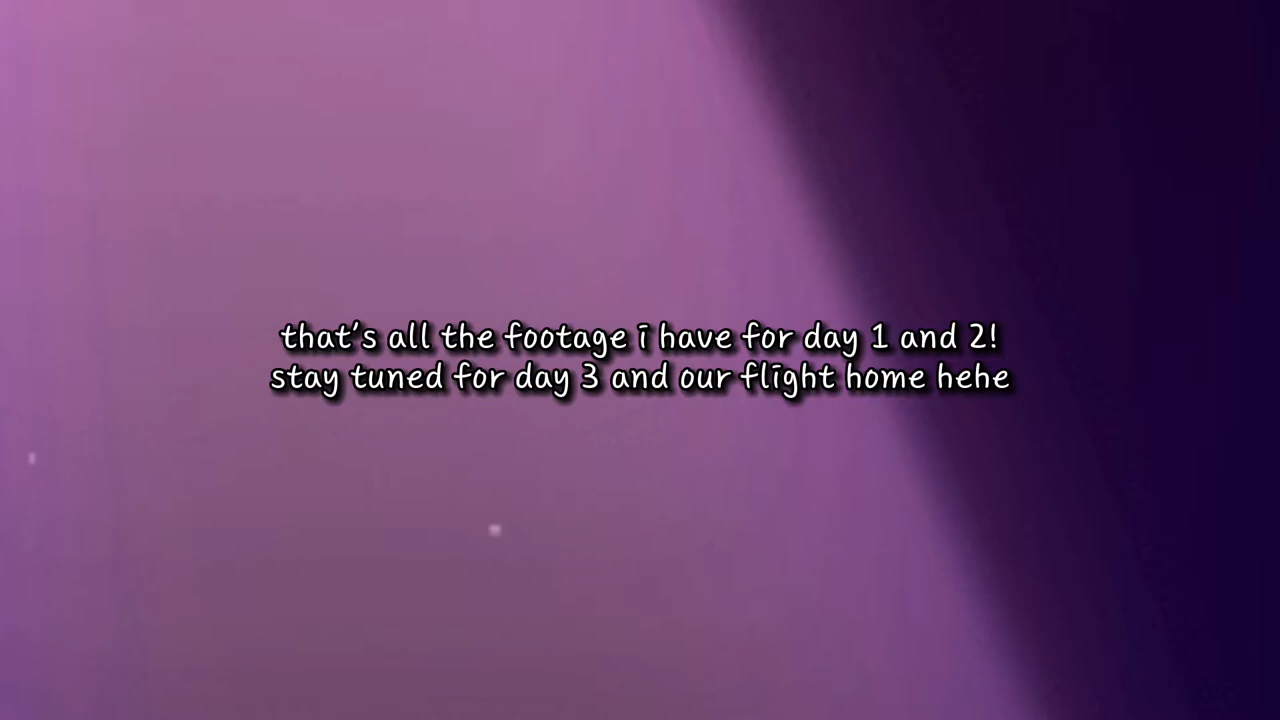 that's all the footage i have for day 1 and 2!
stay tuned for day 3 and our flight home hehe